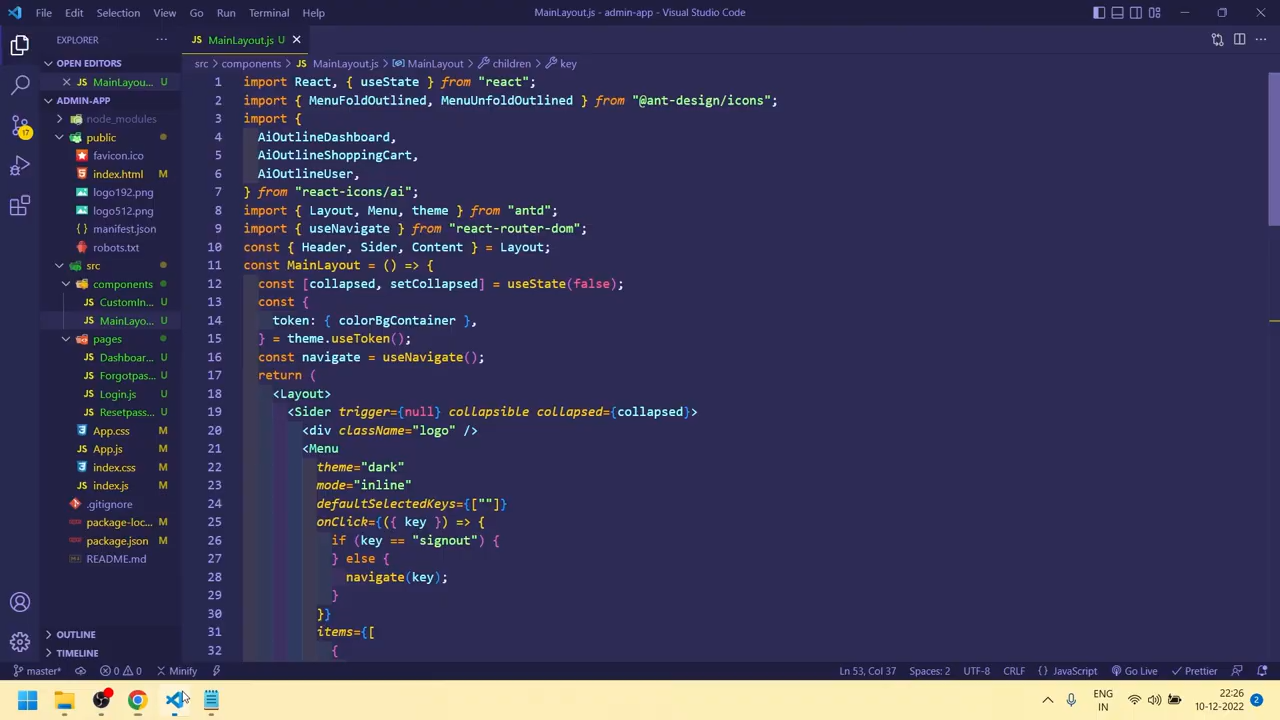 File Edit Selection View Go Run Terminal Help MainLayout.js - admin-app - Visual Studio Code
EXPLORER
OPEN EDITORS
MainLayou... U
ADMIN-APP
node_modules
public
favicon.ico
index.html M
logo192.png
logo512.png
manifest.json
robots.txt
src
components
CustomIn... U
MainLayo... U
pages
Dashboar... U
Forgotpas... U
Login.js U
Resetpass... U
App.css M
App.js M
index.css M
index.js M
.gitignore
package-loc... M
package.json M
README.md
OUTLINE
TIMELINE
17
MainLayout.js U
src components MainLayout.js MainLayout children key
1 import React, { useState } from "react";
2 import { MenuFoldOutlined, MenuUnfoldOutlined } from "@ant-design/icons";
3 import {
4 AiOutlineDashboard,
5 AiOutlineShoppingCart,
6 AiOutlineUser,
7 } from "react-icons/ai";
8 import { Layout, Menu, theme } from "antd";
9 import { useNavigate } from "react-router-dom";
10 const { Header, Sider, Content } = Layout;
11 const MainLayout = () => {
12 const [collapsed, setCollapsed] = useState(false);
13 const {
14 token: { colorBgContainer },
15 } = theme.useToken();
16 const navigate = useNavigate();
17 return (
18 <Layout>
19 <Sider trigger={null} collapsible collapsed={collapsed}>
20 <div className="logo" />
21 <Menu
22 theme="dark"
23 mode="inline"
24 defaultSelectedKeys={[""]}
25 onClick={({ key }) => {
26 if (key == "signout") {
27 } else {
28 navigate(key);
29 }
30 }}
31 items={[
32 {
master* 0 0 Minify Ln 53, Col 37 Spaces: 2 UTF-8 CRLF { } JavaScript Go Live Prettier
ENG
IN
22:26
10-12-2022
2